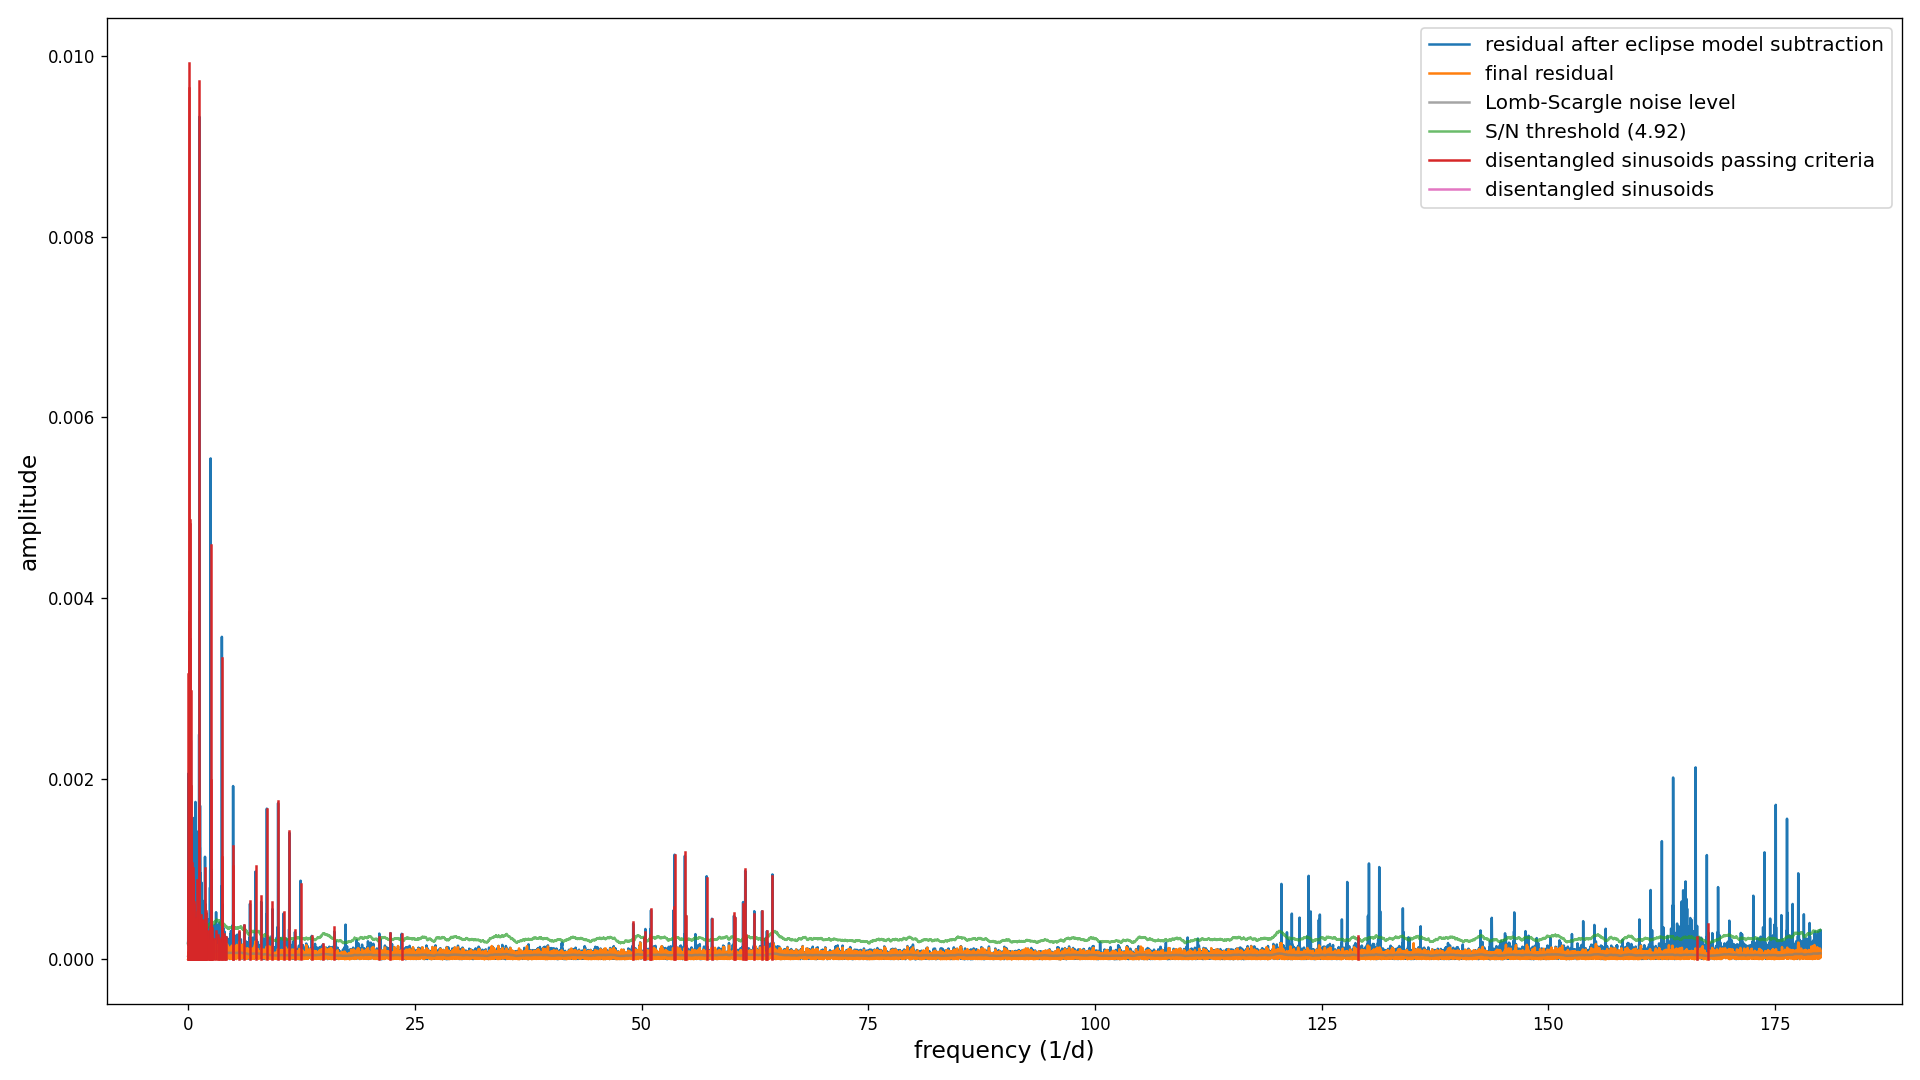 residual after eclipse model subtraction
final residual
Lomb-Scargle noise level
S/N threshold (4.92)
disentangled sinusoids passing criteria
disentangled sinusoids
0.010
0.008
0.006
0.004
0.002
0.000
amplitude
0 25 50 75 100 125 150 175
frequency (1/d)